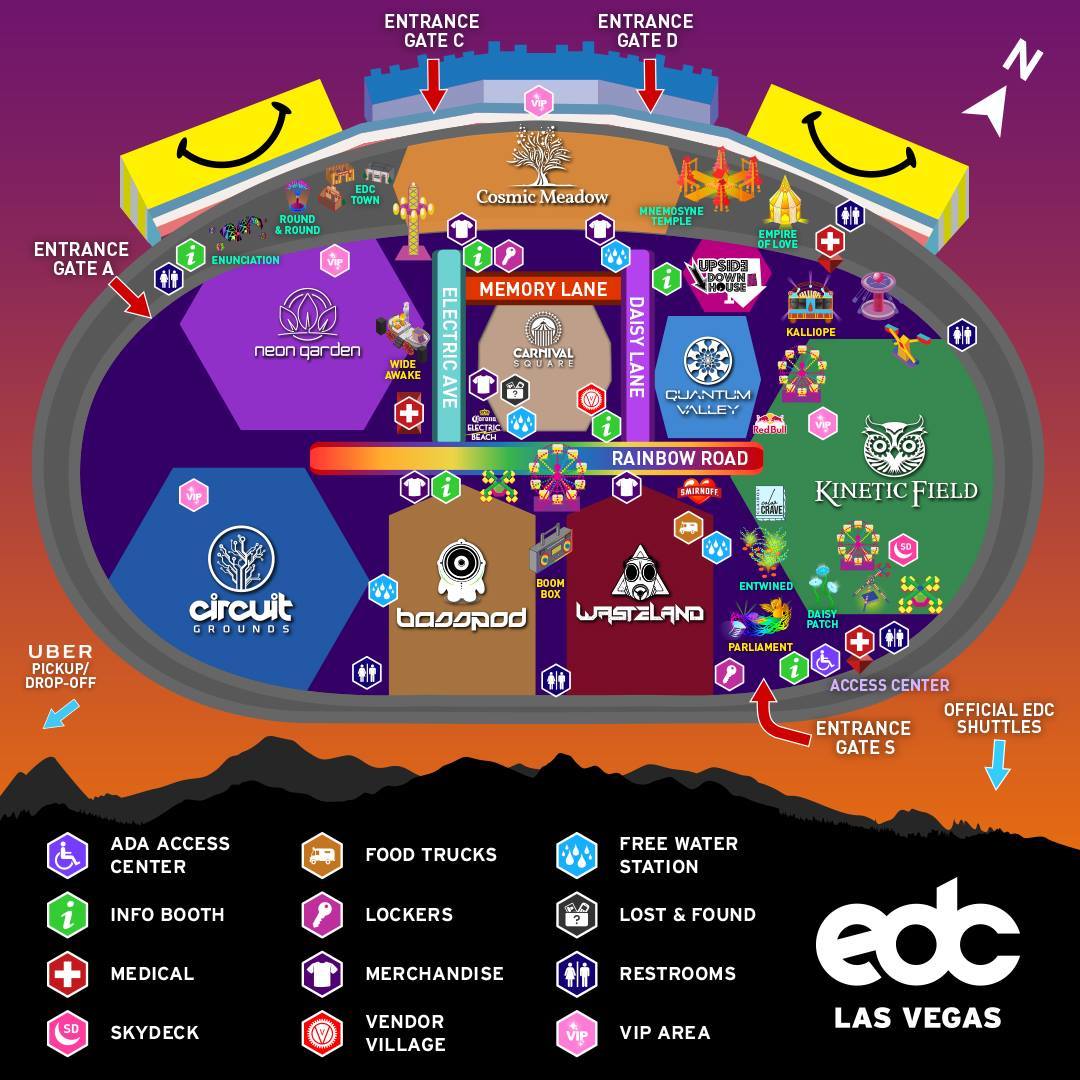 ENTRANCE
GATE C
ENTRANCE
GATE D
N
VIP
Cosmic Meadow
EDC
TOWN
ROUND
& ROUND
MNEMOSYNE
TEMPLE
EMPIRE
OF LOVE
ENTRANCE
GATE A
ENUNCIATION
VIP
UPSIDE
DOWN
HOUSE
MEMORY LANE
ELECTRIC AVE
DAISY LANE
neon garden
CARNIVAL
SQUARE
KALLIOPE
WIDE
AWAKE
QUANTUM
VALLEY
Corona
ELECTRIC
BEACH
Red Bull
VIP
RAINBOW ROAD
KINETIC FIELD
VIP
SMIRNOFF
CLAIROL
color
CRAVE
circuit
GROUNDS
basspod
BOOM
BOX
WASTELAND
SD
ENTWINED
DAISY
PATCH
PARLIAMENT
UBER
PICKUP/
DROP-OFF
ACCESS CENTER
ENTRANCE
GATE S
OFFICIAL EDC
SHUTTLES
ADA ACCESS
CENTER
FOOD TRUCKS
FREE WATER
STATION
INFO BOOTH
LOCKERS
LOST & FOUND
MEDICAL
MERCHANDISE
RESTROOMS
SD
SKYDECK
VENDOR
VILLAGE
VIP
VIP AREA
edc
LAS VEGAS